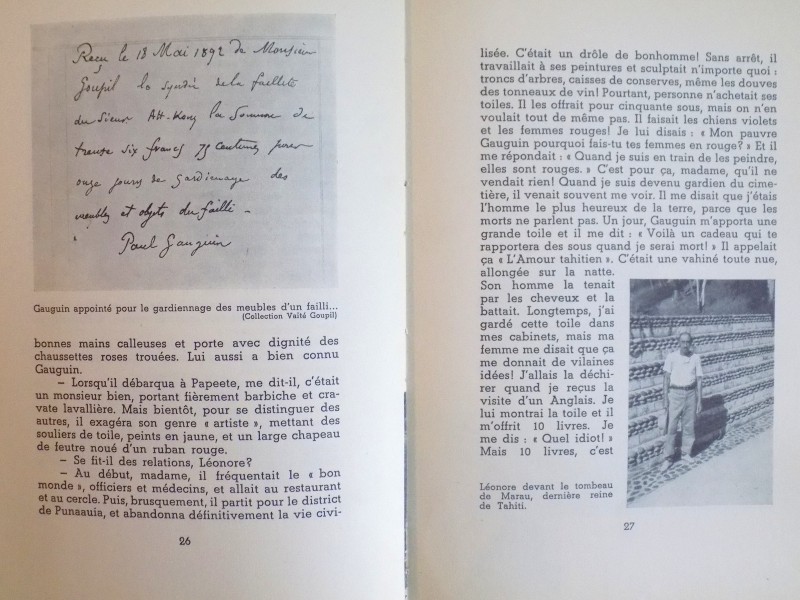 Reçu le 18 Mai 1892 de Monsieur
Goupil le syndic de la faillite
du Sieur Att-Kong la Somme de
trente six francs 75 centimes pour
onze jours de gardiennage des
meubles et objets du failli -
Paul Gauguin
Gauguin appointé pour le gardiennage des meubles d'un failli...
(Collection Vaïté Goupil)
bonnes mains calleuses et porte avec dignité des
chaussettes roses trouées. Lui aussi a bien connu
Gauguin.
— Lorsqu'il débarqua à Papeete, me dit-il, c'était
un monsieur bien, portant fièrement barbiche et cra-
vate lavallière. Mais bientôt, pour se distinguer des
autres, il exagéra son genre « artiste », mettant des
souliers de toile, peints en jaune, et un large chapeau
de feutre noué d'un ruban rouge.
— Se fit-il des relations, Léonore?
— Au début, madame, il fréquentait le « bon
monde », officiers et médecins, et allait au restaurant
et au cercle. Puis, brusquement, il partit pour le district
de Punaauia, et abandonna définitivement la vie civi-
26
lisée. C'était un drôle de bonhomme! Sans arrêt, il
travaillait à ses peintures et sculptait n'importe quoi :
troncs d'arbres, caisses de conserves, même les douves
des tonneaux de vin! Pourtant, personne n'achetait ses
toiles. Il les offrait pour cinquante sous, mais on n'en
voulait tout de même pas. Il faisait les chiens violets
et les femmes rouges! Je lui disais : « Mon pauvre
Gauguin pourquoi fais-tu tes femmes en rouge? » Et il
me répondait : « Quand je suis en train de les peindre,
elles sont rouges. » C'est pour ça, madame, qu'il ne
vendait rien! Quand je suis devenu gardien du cime-
tière, il venait souvent me voir. Il me disait que j'étais
l'homme le plus heureux de la terre, parce que les
morts ne parlent pas. Un jour, Gauguin m'apporta une
grande toile et il me dit : « Voilà un cadeau qui te
rapportera des sous quand je serai mort! » Il appelait
ça « L'Amour tahitien ». C'était une vahiné toute nue,
allongée sur la natte.
Son homme la tenait
par les cheveux et la
battait. Longtemps, j'ai
gardé cette toile dans
mes cabinets, mais ma
femme me disait que ça
me donnait de vilaines
idées! J'allais la déchi-
rer quand je reçus la
visite d'un Anglais. Je
lui montrai la toile et il
m'offrit 10 livres. Je
me dis : « Quel idiot! »
Mais 10 livres, c'est
Léonore devant le tombeau
de Marau, dernière reine
de Tahiti.
27